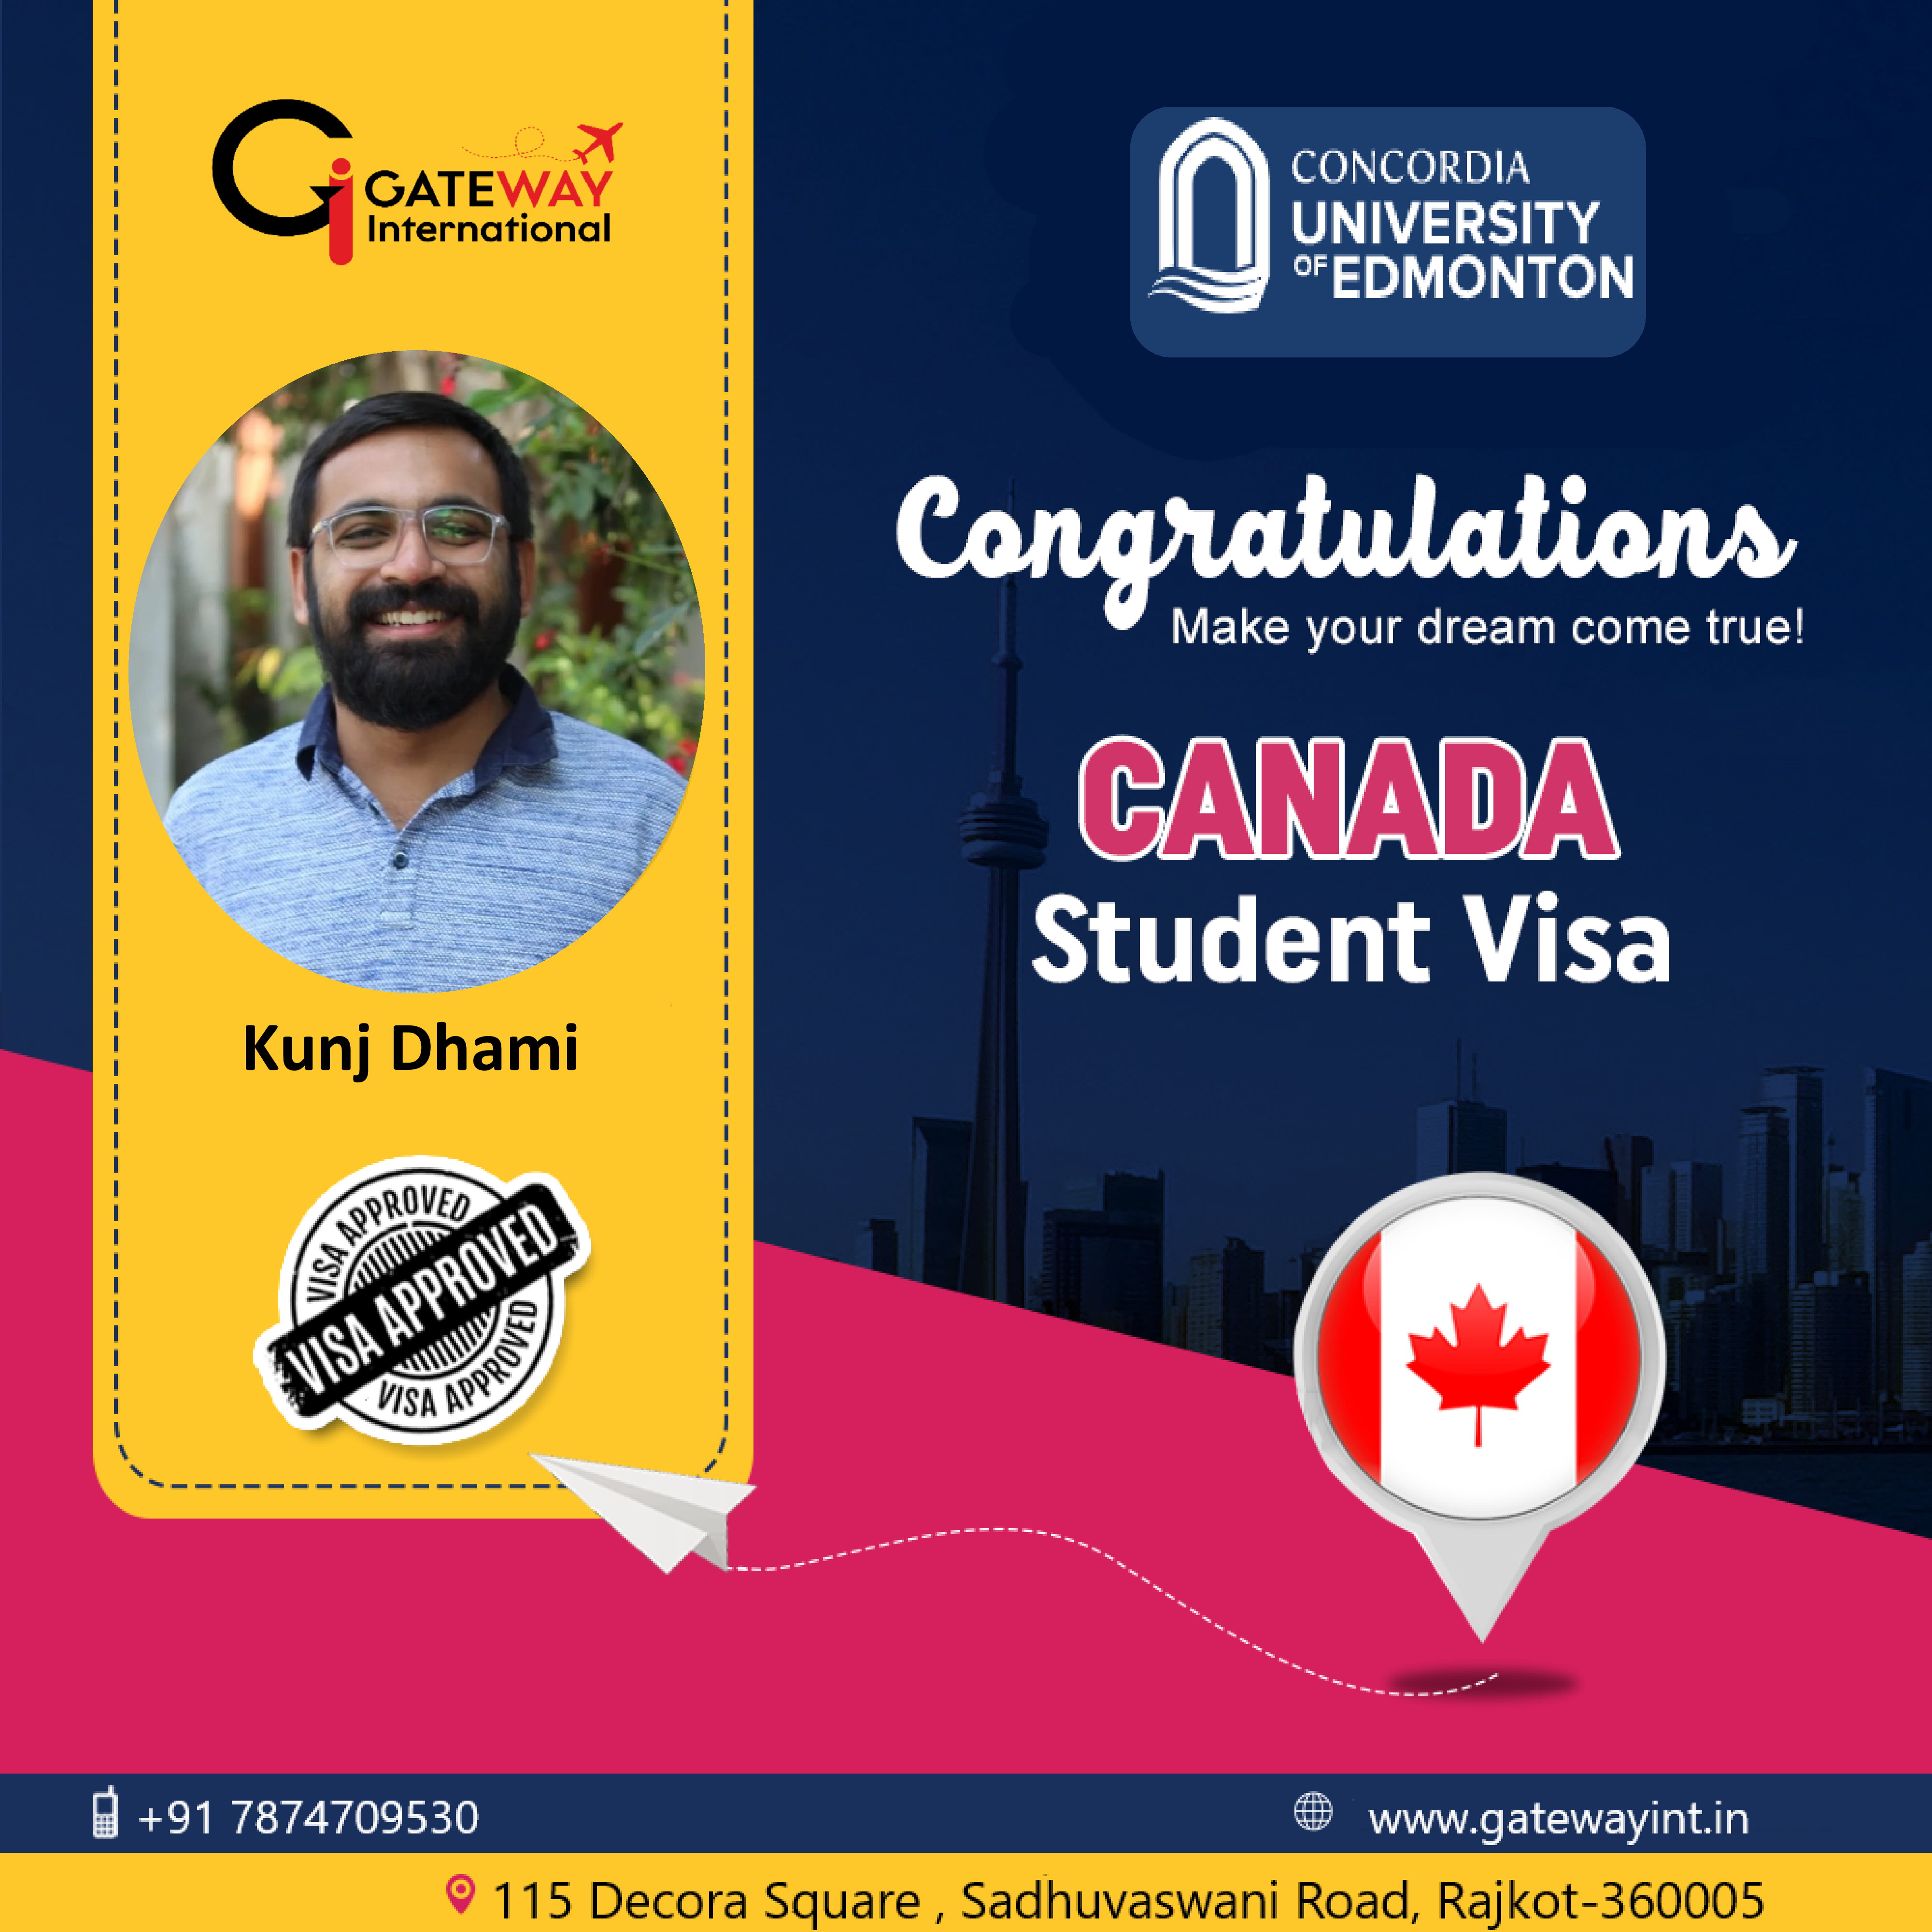 GATEWAY
International
CONCORDIA
UNIVERSITY
OF EDMONTON
Congratulations
Make your dream come true!
CANADA
Student Visa
Kunj Dhami
VISA APPROVED
VISA APPROVED
VISA APPROVED
+91 7874709530
www.gatewayint.in
115 Decora Square , Sadhuvaswani Road, Rajkot-360005